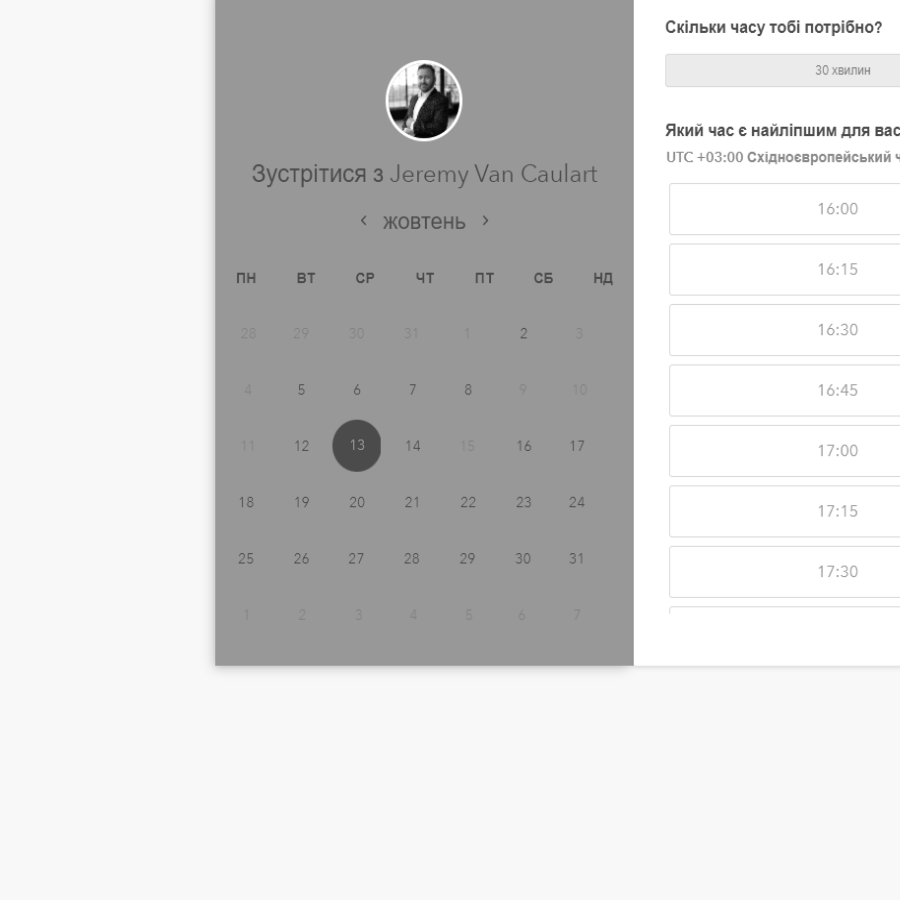 Зустрітися з Jeremy Van Caulart
‹ жовтень ›
ПН ВТ СР ЧТ ПТ СБ НД
28 29 30 31 1 2 3
4 5 6 7 8 9 10
11 12 13 14 15 16 17
18 19 20 21 22 23 24
25 26 27 28 29 30 31
1 2 3 4 5 6 7
Скільки часу тобі потрібно?
30 хвилин
Який час є найліпшим для вас
UTC +03:00 Східноєвропейський
16:00
16:15
16:30
16:45
17:00
17:15
17:30